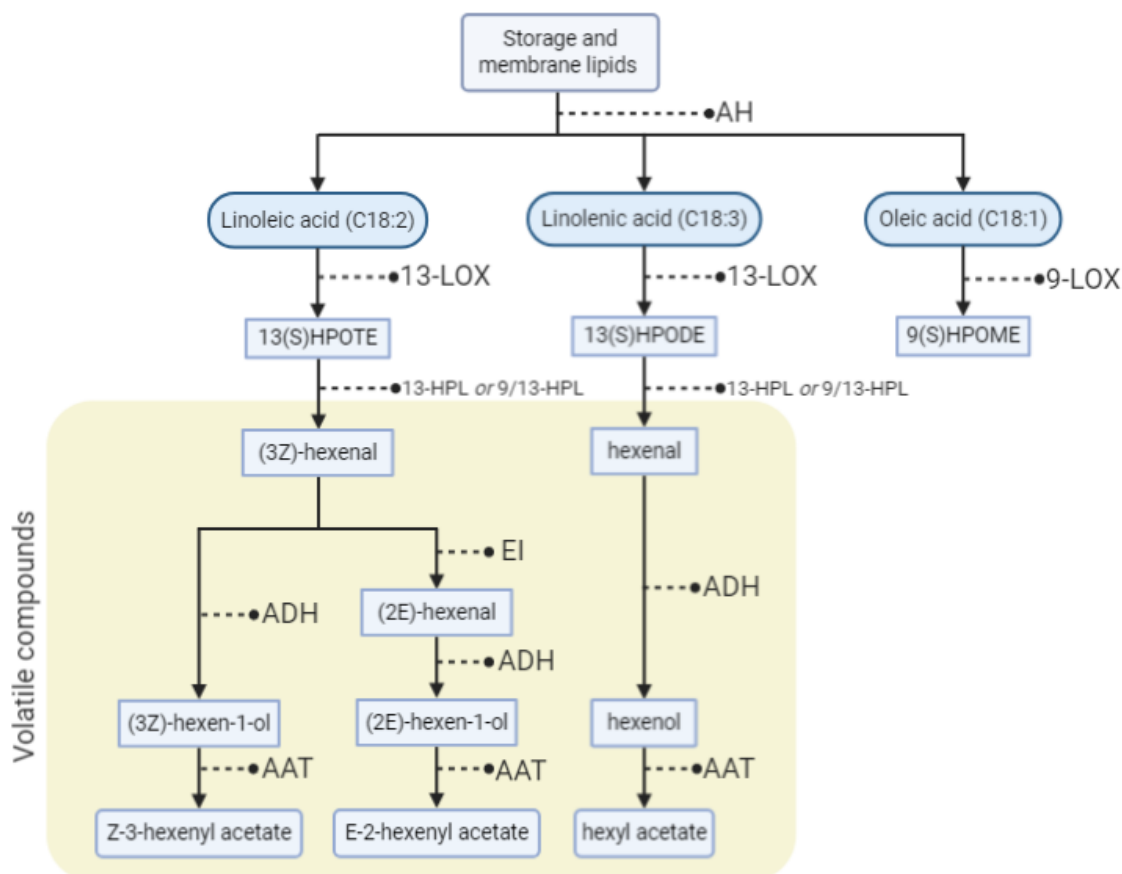 Storage and
membrane lipids
AH
Linoleic acid (C18:2)
Linolenic acid (C18:3)
Oleic acid (C18:1)
13-LOX
13-LOX
9-LOX
13(S)HPOTE
13(S)HPODE
9(S)HPOME
13-HPL or 9/13-HPL
13-HPL or 9/13-HPL
(3Z)-hexenal
hexenal
Volatile compounds
EI
ADH
(2E)-hexenal
ADH
ADH
(3Z)-hexen-1-ol
(2E)-hexen-1-ol
hexenol
AAT
AAT
AAT
Z-3-hexenyl acetate
E-2-hexenyl acetate
hexyl acetate